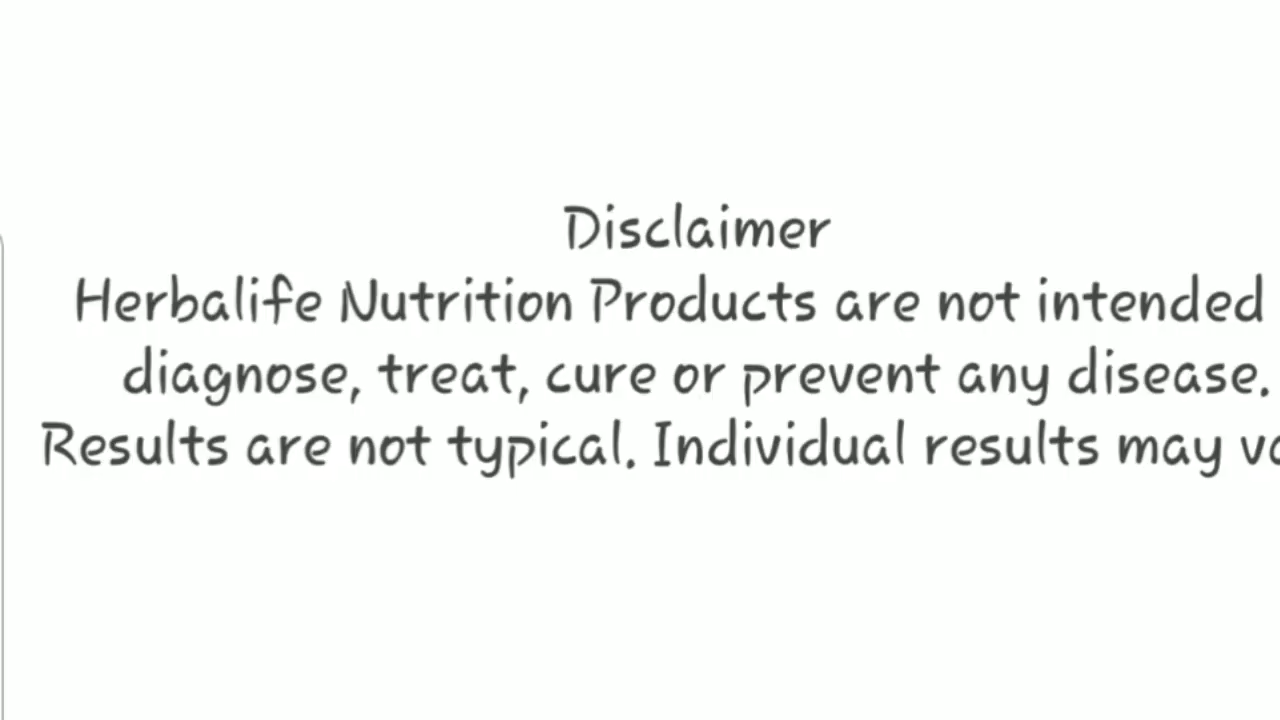 Disclaimer
Herbalife Nutrition Products are not intended
diagnose, treat, cure or prevent any disease.
Results are not typical. Individual results may